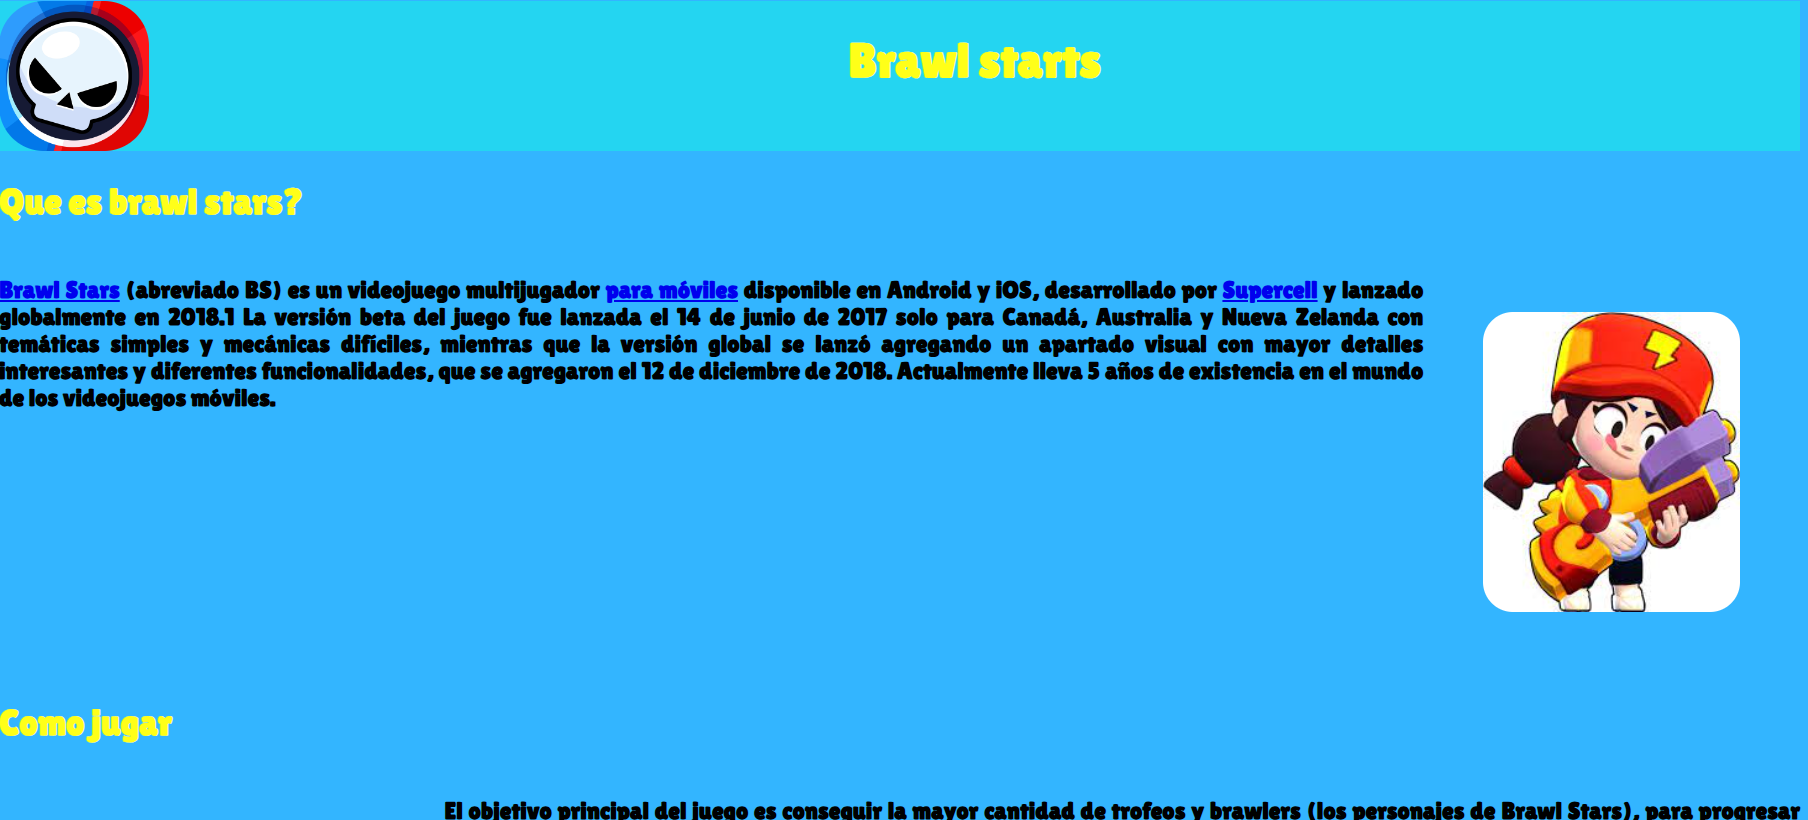 Brawl starts
Que es brawl stars?
Brawl Stars (abreviado BS) es un videojuego multijugador para móviles disponible en Android y iOS, desarrollado por Supercell y lanzado
globalmente en 2018.1 La versión beta del juego fue lanzada el 14 de junio de 2017 solo para Canadá, Australia y Nueva Zelanda con
temáticas simples y mecánicas difíciles, mientras que la versión global se lanzó agregando un apartado visual con mayor detalles
interesantes y diferentes funcionalidades, que se agregaron el 12 de diciembre de 2018. Actualmente lleva 5 años de existencia en el mundo
de los videojuegos móviles.
Como jugar
El objetivo principal del juego es conseguir la mayor cantidad de trofeos y brawlers (los personajes de Brawl Stars), para progresar